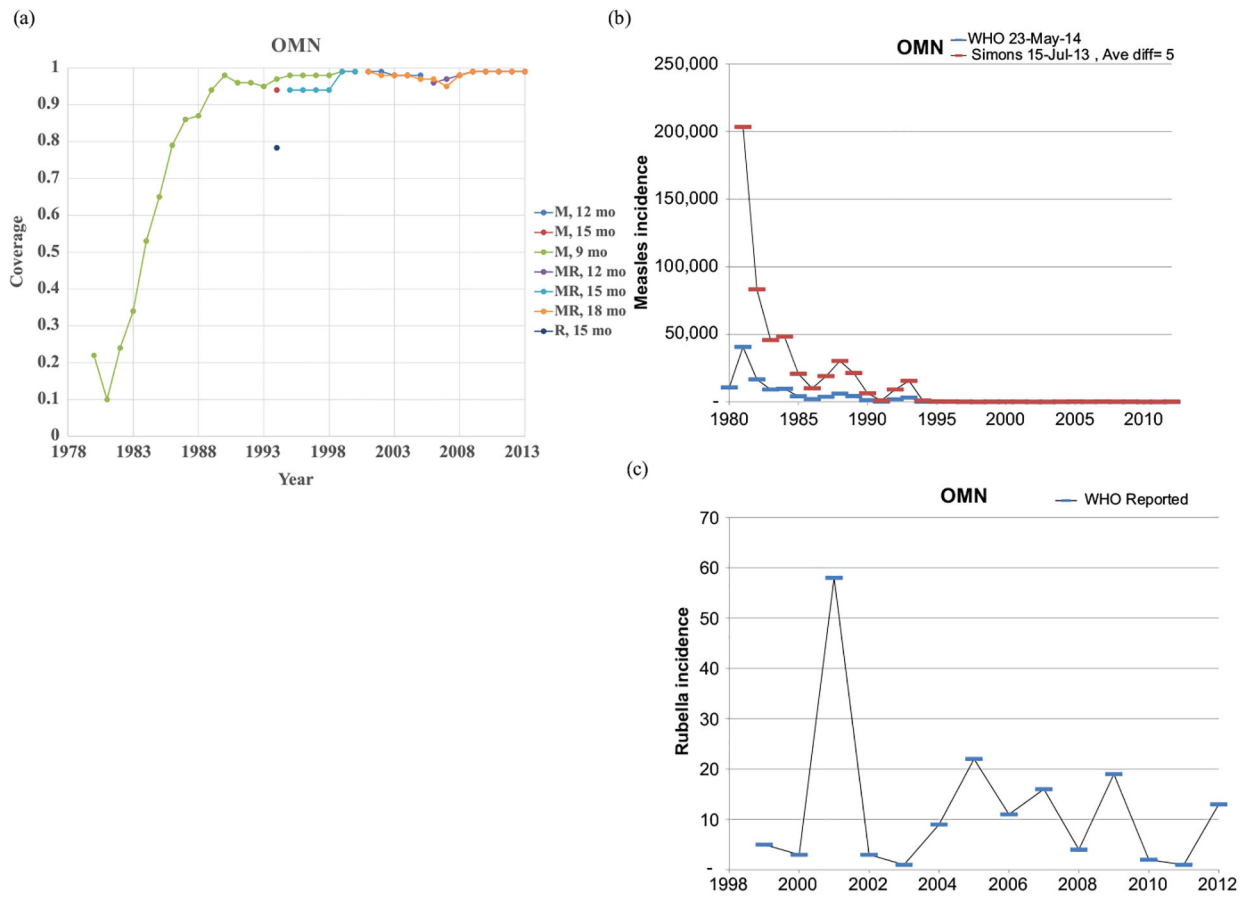 (a)
OMN
1
0.9
0.8
0.7
0.6
0.5
0.4
0.3
0.2
0.1
0
Coverage
1978 1983 1988 1993 1998 2003 2008 2013
Year
M, 12 mo
M, 15 mo
M, 9 mo
MR, 12 mo
MR, 15 mo
MR, 18 mo
R, 15 mo
(b)
OMN
WHO 23-May-14
Simons 15-Jul-13 , Ave diff= 5
250,000
200,000
150,000
100,000
50,000
-
Measles incidence
1980 1985 1990 1995 2000 2005 2010
(c)
OMN
WHO Reported
70
60
50
40
30
20
10
-
Rubella incidence
1998 2000 2002 2004 2006 2008 2010 2012